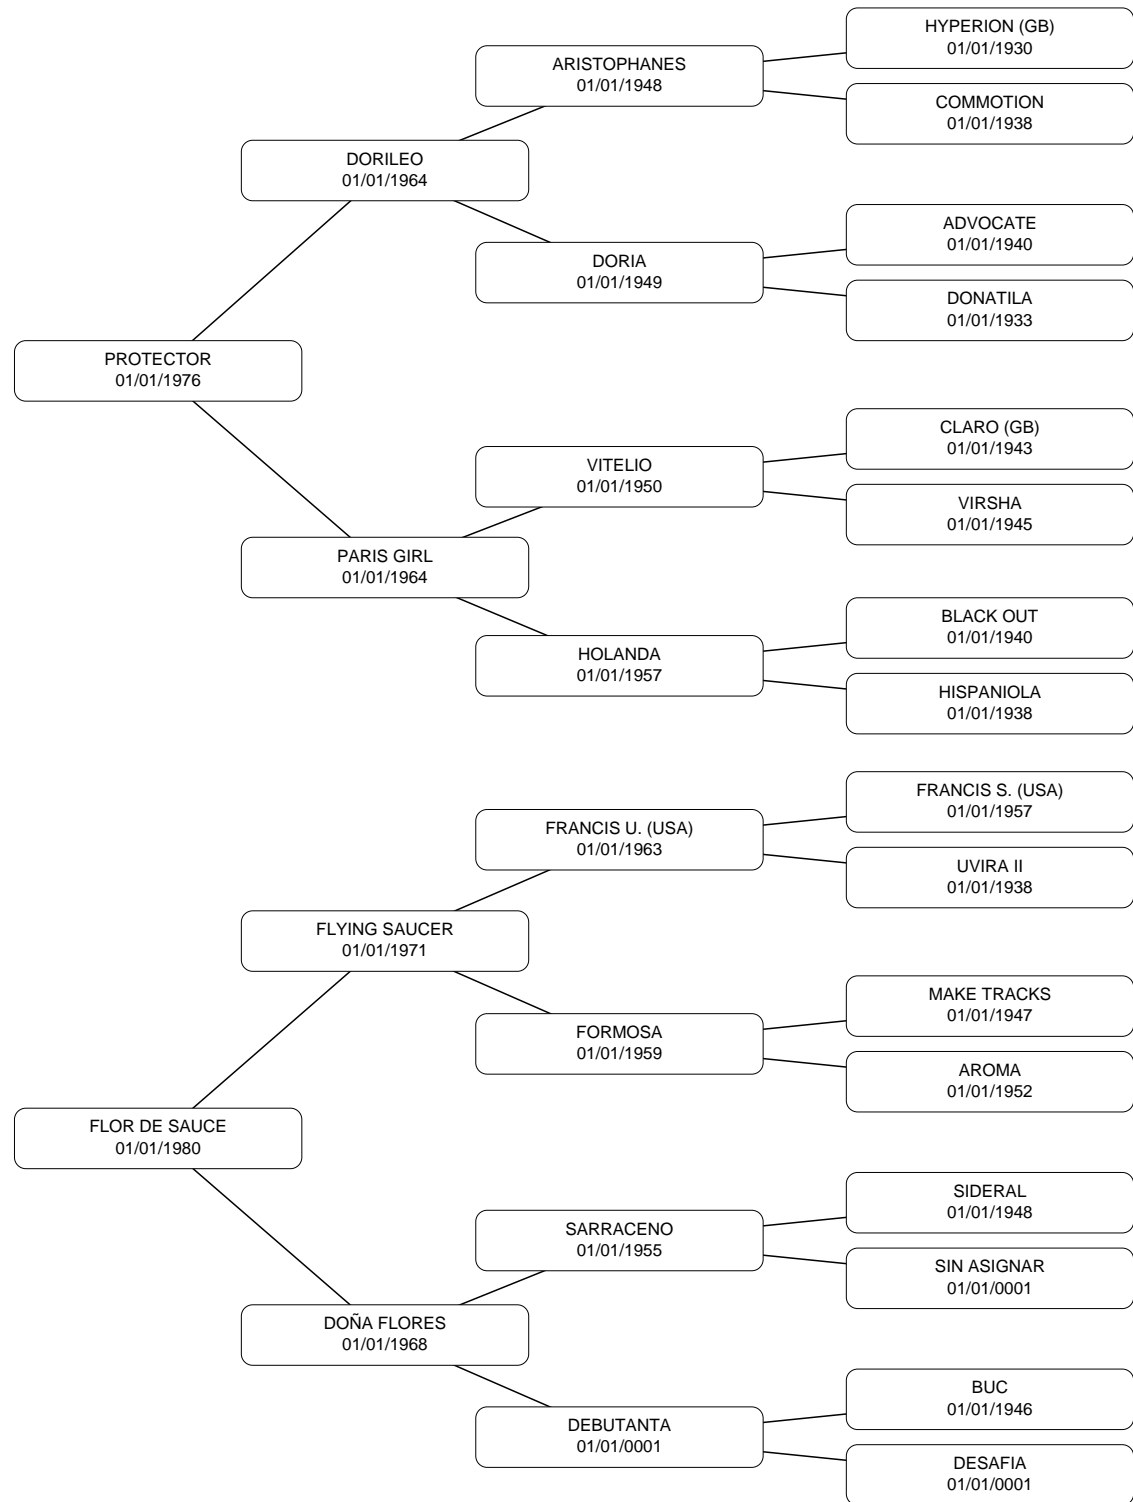 HYPERION (GB)
01/01/1930
ARISTOPHANES
01/01/1948
COMMOTION
01/01/1938
DORILEO
01/01/1964
ADVOCATE
01/01/1940
DORIA
01/01/1949
DONATILA
01/01/1933
PROTECTOR
01/01/1976
CLARO (GB)
01/01/1943
VITELIO
01/01/1950
VIRSHA
01/01/1945
PARIS GIRL
01/01/1964
BLACK OUT
01/01/1940
HOLANDA
01/01/1957
HISPANIOLA
01/01/1938
FRANCIS S. (USA)
01/01/1957
FRANCIS U. (USA)
01/01/1963
UVIRA II
01/01/1938
FLYING SAUCER
01/01/1971
MAKE TRACKS
01/01/1947
FORMOSA
01/01/1959
AROMA
01/01/1952
FLOR DE SAUCE
01/01/1980
SIDERAL
01/01/1948
SARRACENO
01/01/1955
SIN ASIGNAR
01/01/0001
DOÑA FLORES
01/01/1968
BUC
01/01/1946
DEBUTANTA
01/01/0001
DESAFIA
01/01/0001